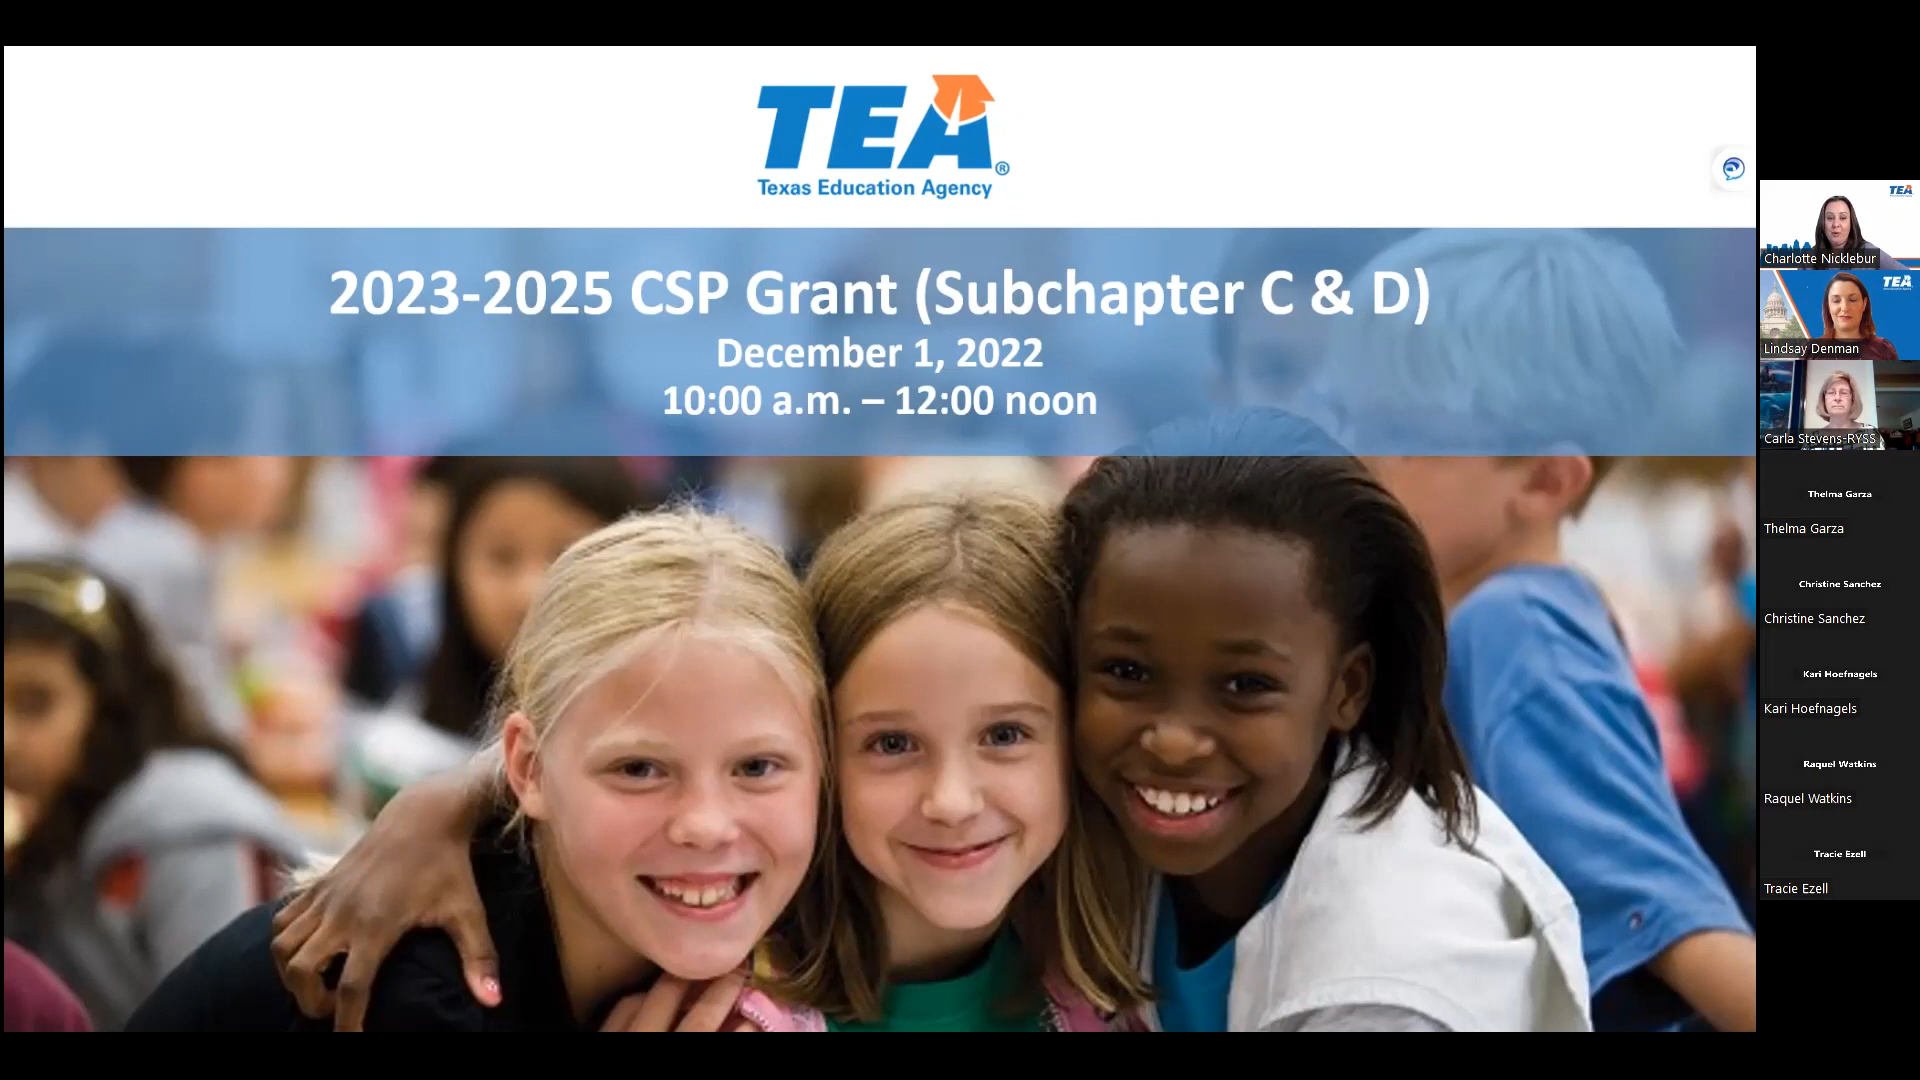 TEA
®
Texas Education Agency
2023-2025 CSP Grant (Subchapter C & D)
December 1, 2022
10:00 a.m. – 12:00 noon
TEA
Charlotte Nicklebur
TEA
Lindsay Denman
Carla Stevens-RYSS
Thelma Garza
Thelma Garza
Christine Sanchez
Christine Sanchez
Kari Hoefnagels
Kari Hoefnagels
Raquel Watkins
Raquel Watkins
Tracie Ezell
Tracie Ezell